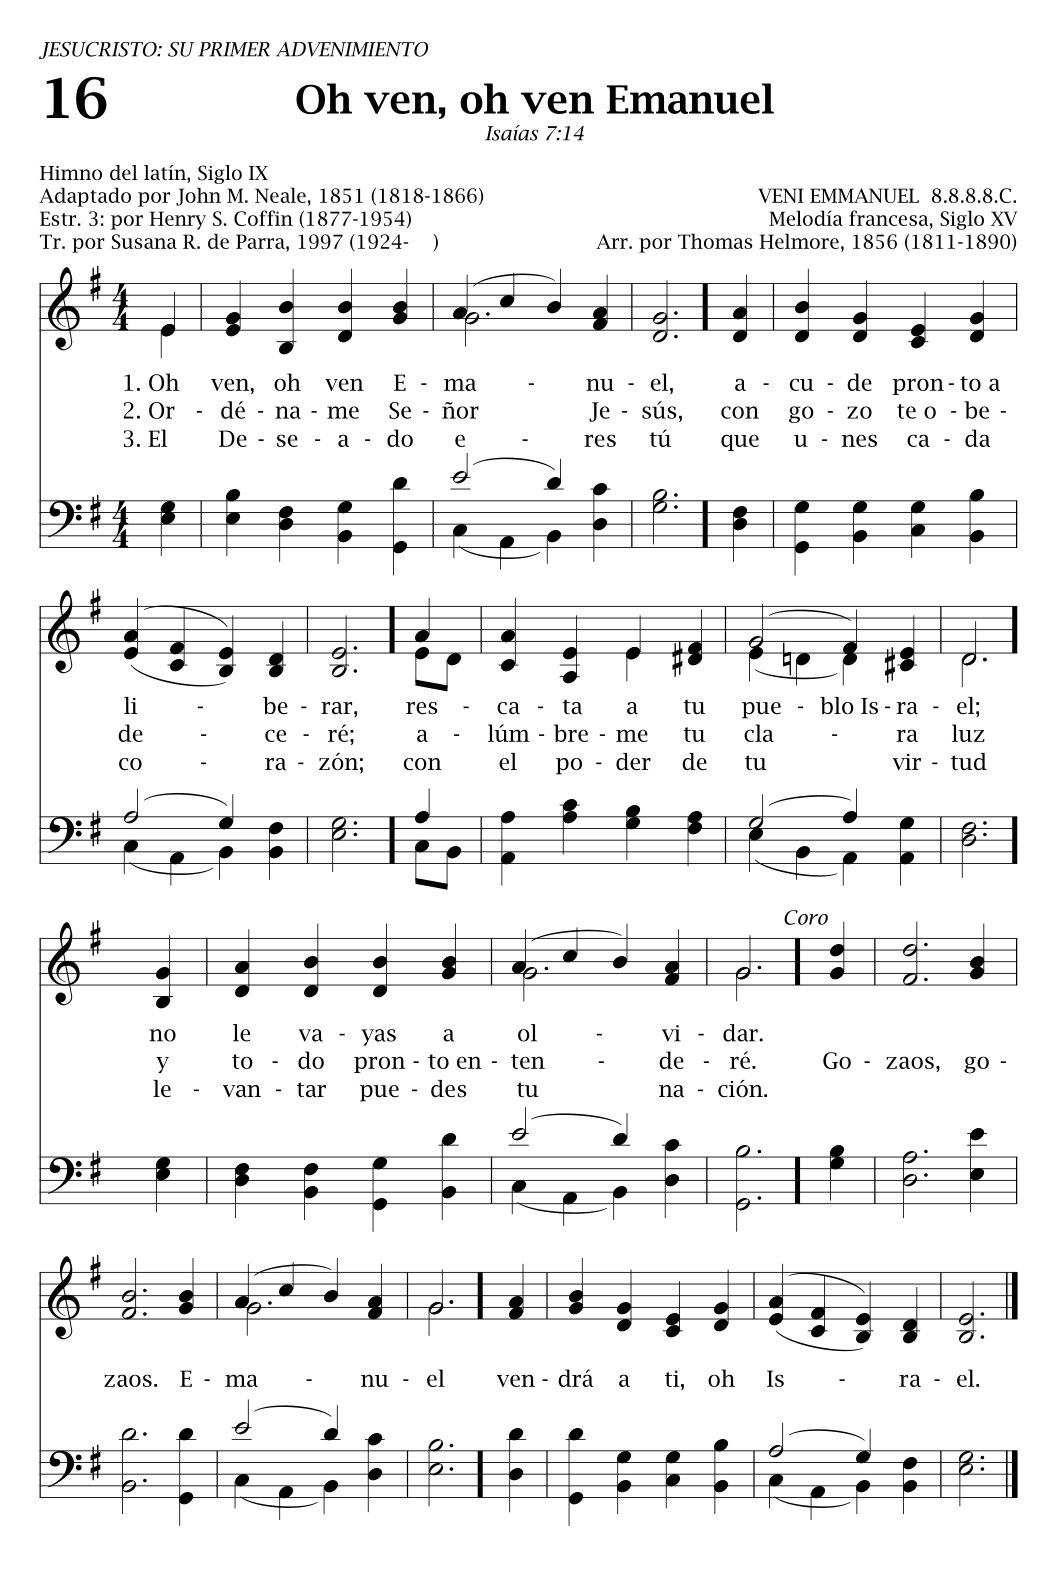 JESUCRISTO: SU PRIMER ADVENIMIENTO
16 Oh ven, oh ven Emanuel
Isaías 7:14
Himno del latín, Siglo IX
Adaptado por John M. Neale, 1851 (1818-1866) VENI EMMANUEL 8.8.8.8.C.
Estr. 3: por Henry S. Coffin (1877-1954) Melodía francesa, Siglo XV
Tr. por Susana R. de Parra, 1997 (1924- ) Arr. por Thomas Helmore, 1856 (1811-1890)
4 4
1. Oh ven, oh ven E - ma - nu - el, a - cu - de pron - to a
2. Or - dé - na - me Se - ñor Je - sús, con go - zo te o - be -
3. El De - se - a - do e - res tú que u - nes ca - da
4 4
li - be - rar, res - ca - ta a tu pue - blo Is - ra - el;
de - ce - ré; a - lúm - bre - me tu cla - ra luz
co - ra - zón; con el po - der de tu vir - tud
Coro
no le va - yas a ol - vi - dar.
y to - do pron - to en - ten - de - ré. Go - zaos, go -
le - van - tar pue - des tu na - ción.
zaos. E - ma - nu - el ven - drá a ti, oh Is - ra - el.